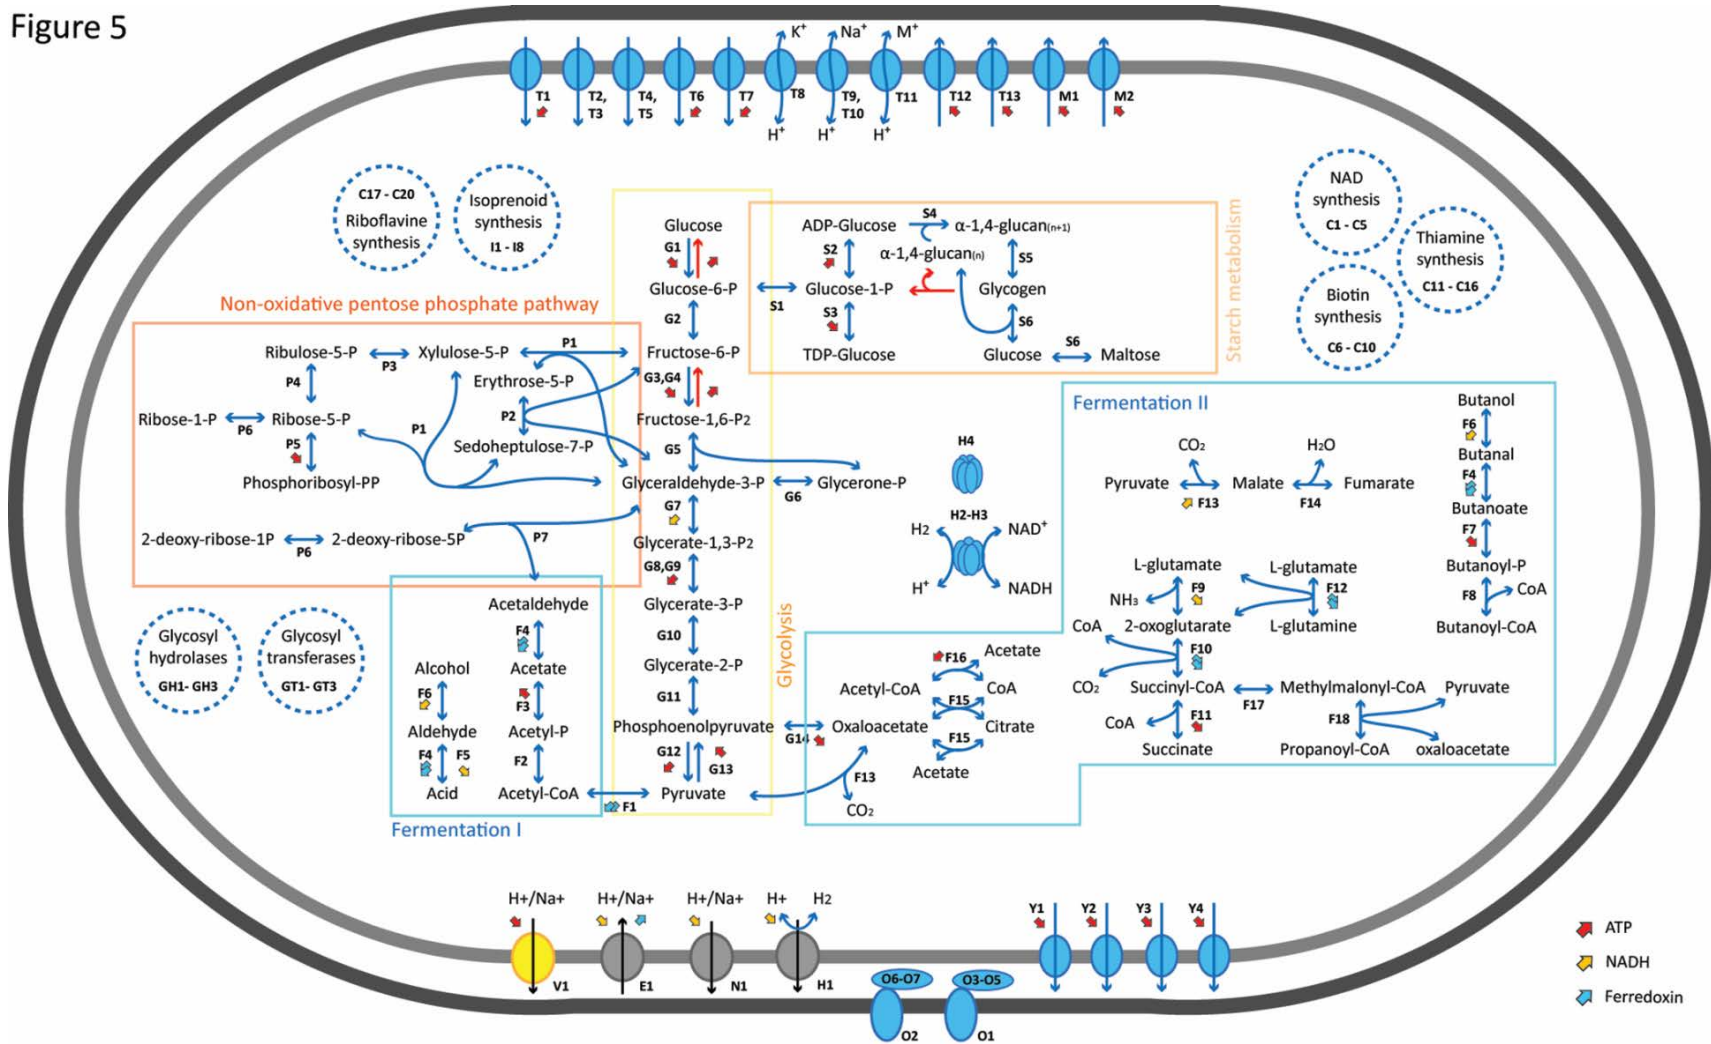 Figure 5
K+
Na+
M+
T1
T2,
T3
T4,
T5
T6
T7
T8
T9,
T10
T11
T12
T13
M1
M2
H+
H+
H+
C17 - C20
Riboflavine
synthesis
Isoprenoid
synthesis
I1 - I8
NAD
synthesis
C1 - C5
Thiamine
synthesis
C11 - C16
Biotin
synthesis
C6 - C10
Non-oxidative pentose phosphate pathway
Ribulose-5-P
P3
Xylulose-5-P
P1
Erythrose-5-P
P4
P2
Ribose-1-P
P6
Ribose-5-P
P1
Sedoheptulose-7-P
P5
Phosphoribosyl-PP
2-deoxy-ribose-1P
P6
2-deoxy-ribose-5P
P7
Glucose
G1
Glucose-6-P
G2
Fructose-6-P
G3,G4
Fructose-1,6-P2
G5
Glyceraldehyde-3-P
G6
Glycerone-P
G7
Glycerate-1,3-P2
G8,G9
Glycerate-3-P
G10
Glycerate-2-P
G11
Phosphoenolpyruvate
G14
G12
G13
Pyruvate
Glycolysis
ADP-Glucose
S4
α-1,4-glucan(n+1)
S2
α-1,4-glucan(n)
S5
S1
Glucose-1-P
Glycogen
S3
S6
TDP-Glucose
Glucose
S6
Maltose
Starch metabolism
H4
H2-H3
H2
NAD+
H+
NADH
Glycosyl
hydrolases
GH1- GH3
Glycosyl
transferases
GT1- GT3
Acetaldehyde
F4
Alcohol
Acetate
F6
F3
Aldehyde
Acetyl-P
F4
F5
F2
Acid
Acetyl-CoA
F1
Fermentation I
Fermentation II
CO2
H2O
Pyruvate
F13
Malate
F14
Fumarate
Butanol
F6
Butanal
F4
Butanoate
F7
Butanoyl-P
F8
CoA
Butanoyl-CoA
L-glutamate
L-glutamate
NH3
F9
F12
CoA
2-oxoglutarate
L-glutamine
F10
CO2
Succinyl-CoA
F17
Methylmalonyl-CoA
Pyruvate
CoA
F11
F18
Succinate
Propanoyl-CoA
oxaloacetate
F16
Acetate
Acetyl-CoA
CoA
F15
Oxaloacetate
Citrate
F15
Acetate
F13
CO2
H+/Na+
H+/Na+
H+/Na+
H+
H2
V1
E1
N1
H1
Y1
Y2
Y3
Y4
O6-O7
O3-O5
O2
O1
ATP
NADH
Ferredoxin